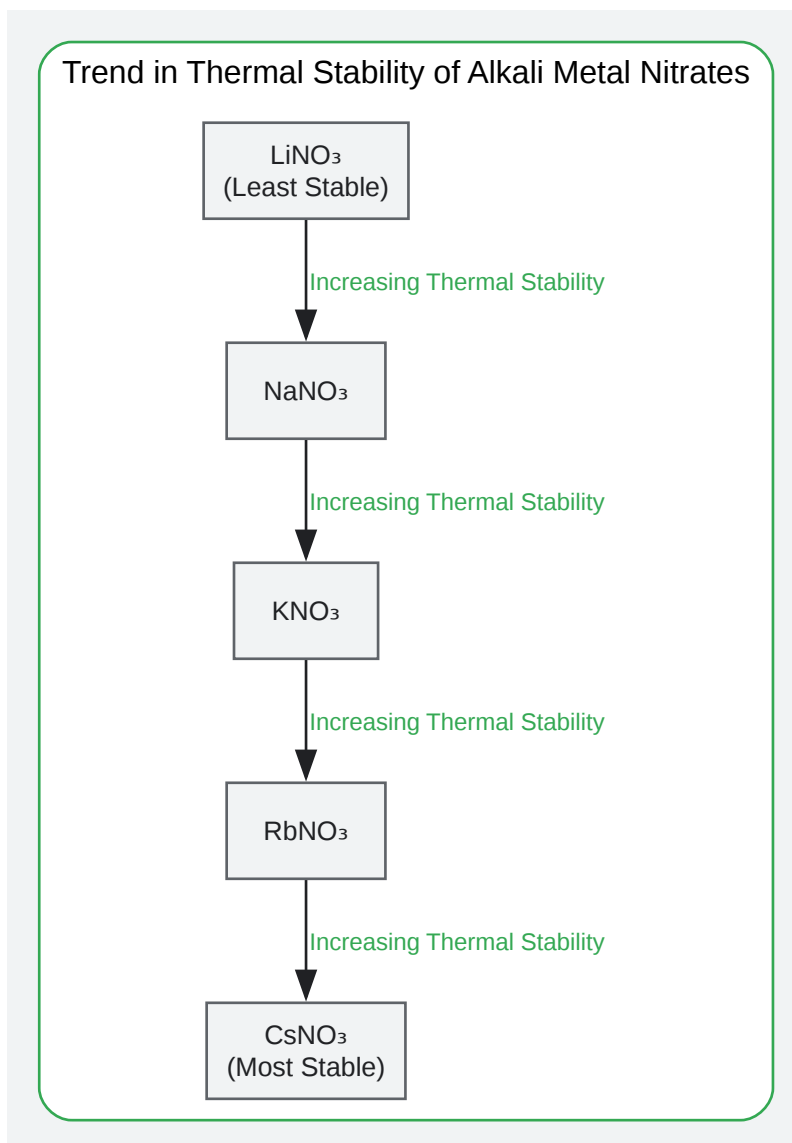 Trend in Thermal Stability of Alkali Metal Nitrates
LiNO₃
(Least Stable)
Increasing Thermal Stability
NaNO₃
Increasing Thermal Stability
KNO₃
Increasing Thermal Stability
RbNO₃
Increasing Thermal Stability
CsNO₃
(Most Stable)